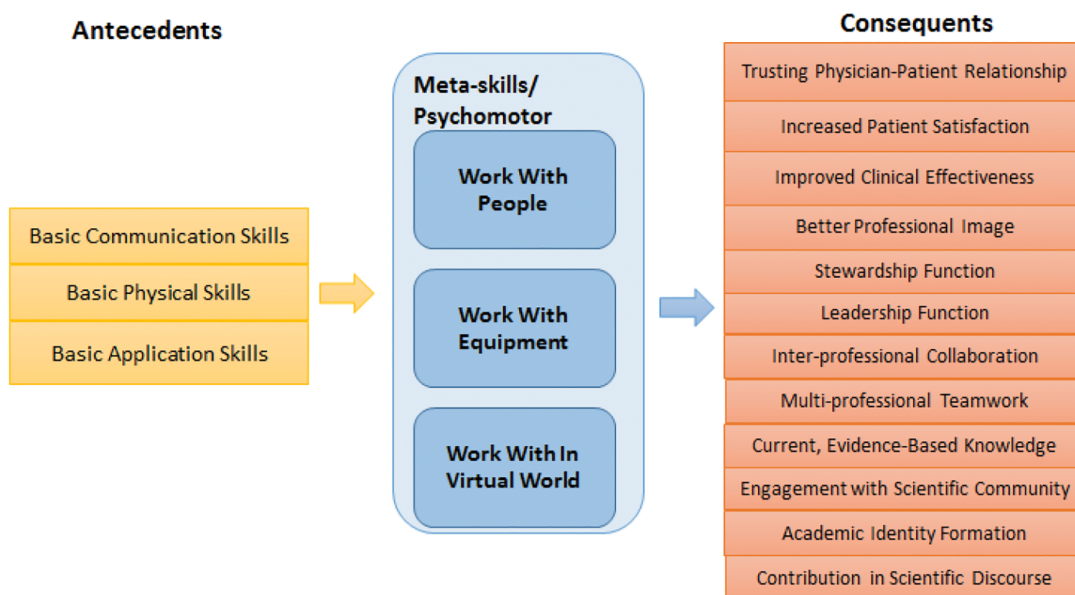 Antecedents
Basic Communication Skills
Basic Physical Skills
Basic Application Skills
Meta-skills/
Psychomotor
Work With
People
Work With
Equipment
Work With In
Virtual World
Consequents
Trusting Physician-Patient Relationship
Increased Patient Satisfaction
Improved Clinical Effectiveness
Better Professional Image
Stewardship Function
Leadership Function
Inter-professional Collaboration
Multi-professional Teamwork
Current, Evidence-Based Knowledge
Engagement with Scientific Community
Academic Identity Formation
Contribution in Scientific Discourse